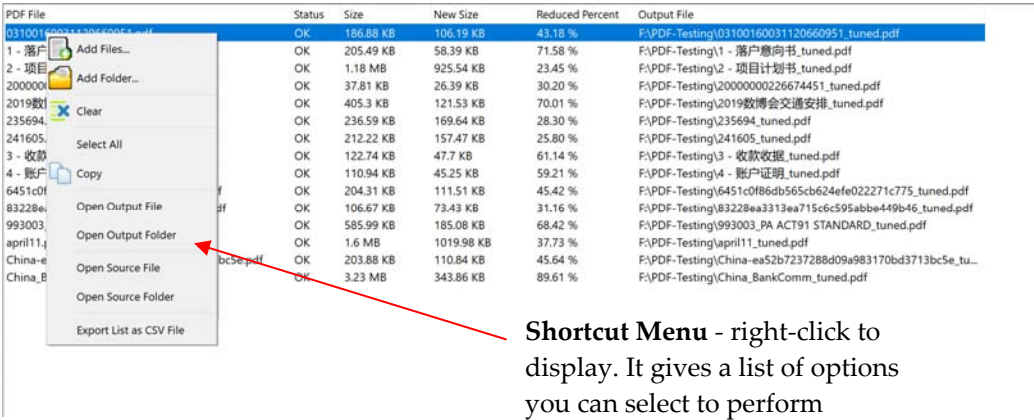 PDF File Status Size New Size Reduced Percent Output File
OK 186.88 KB 106.19 KB 43.18 % F:\PDF-Testing\03100160031120660951_tuned.pdf
1 - 落户 OK 205.49 KB 58.39 KB 71.58 % F:\PDF-Testing\1 - 落户意向书_tuned.pdf
2 - 项目 OK 1.18 MB 925.54 KB 23.45 % F:\PDF-Testing\2 - 项目计划书_tuned.pdf
OK 37.81 KB 26.39 KB 30.20 % F:\PDF-Testing\20000000226674451_tuned.pdf
2019数 OK 405.3 KB 121.53 KB 70.01 % F:\PDF-Testing\2019数博会交通安排_tuned.pdf
235694. OK 236.59 KB 169.64 KB 28.30 % F:\PDF-Testing\235694_tuned.pdf
241605. OK 212.22 KB 157.47 KB 25.80 % F:\PDF-Testing\241605_tuned.pdf
3 - 收款 OK 122.74 KB 47.7 KB 61.14 % F:\PDF-Testing\3 - 收款收据_tuned.pdf
4 - 账户 OK 110.94 KB 45.25 KB 59.21 % F:\PDF-Testing\4 - 账户证明_tuned.pdf
6451c0f OK 204.31 KB 111.51 KB 45.42 % F:\PDF-Testing\6451c0f86db565cb624efe022271c775_tuned.pdf
83228e OK 106.67 KB 73.43 KB 31.16 % F:\PDF-Testing\83228ea3313ea715c6c595abbe449b46_tuned.pdf
993003 OK 585.99 KB 185.08 KB 68.42 % F:\PDF-Testing\993003_PA ACT91 STANDARD_tuned.pdf
april11. OK 1.6 MB 1019.98 KB 37.73 % F:\PDF-Testing\april11_tuned.pdf
China-e bc5e.pdf OK 203.88 KB 110.84 KB 45.64 % F:\PDF-Testing\China-ea52b7237288d09a983170bd3713bc5e_tu...
China_B OK 3.23 MB 343.86 KB 89.61 % F:\PDF-Testing\China_BankComm_tuned.pdf
Add Files...
Add Folder...
Clear
Select All
Copy
Open Output File
Open Output Folder
Open Source File
Open Source Folder
Export List as CSV File
Shortcut Menu - right-click to
display. It gives a list of options
you can select to perform